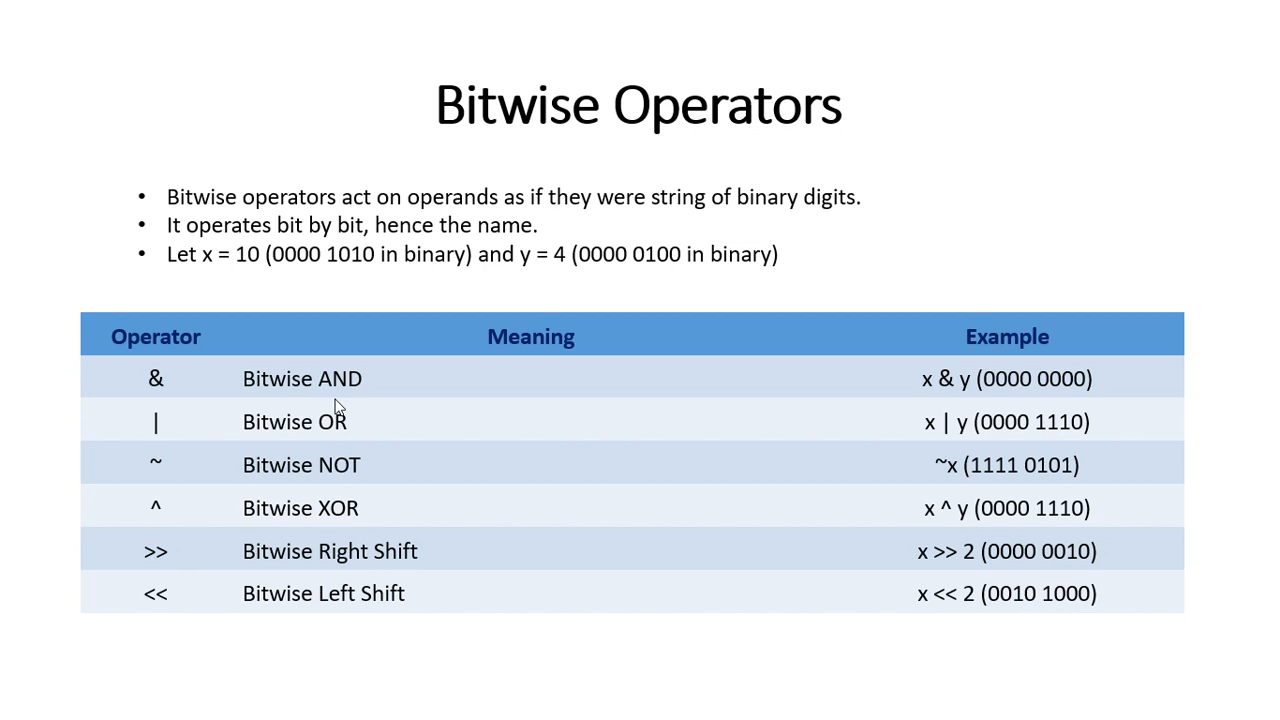 Bitwise Operators
• Bitwise operators act on operands as if they were string of binary digits.
• It operates bit by bit, hence the name.
• Let x = 10 (0000 1010 in binary) and y = 4 (0000 0100 in binary)
Operator Meaning Example
& Bitwise AND x & y (0000 0000)
| Bitwise OR x | y (0000 1110)
~ Bitwise NOT ~x (1111 0101)
^ Bitwise XOR x ^ y (0000 1110)
>> Bitwise Right Shift x >> 2 (0000 0010)
<< Bitwise Left Shift x << 2 (0010 1000)